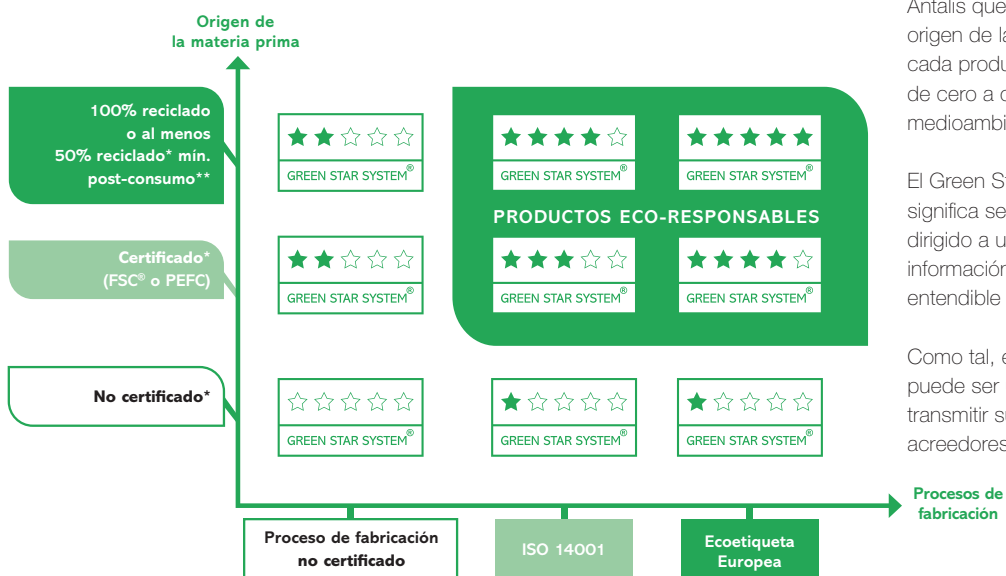 Origen de
la materia prima
100% reciclado
o al menos
50% reciclado* mín.
post-consumo**
GREEN STAR SYSTEM®
GREEN STAR SYSTEM®
GREEN STAR SYSTEM®
PRODUCTOS ECO-RESPONSABLES
Certificado*
(FSC® o PEFC)
GREEN STAR SYSTEM®
GREEN STAR SYSTEM®
GREEN STAR SYSTEM®
No certificado*
GREEN STAR SYSTEM®
GREEN STAR SYSTEM®
GREEN STAR SYSTEM®
Procesos de
fabricación
Proceso de fabricación
no certificado
ISO 14001
Ecoetiqueta
Europea
Antalis que
origen de la
cada produ
de cero a c
medioambi
El Green St
significa se
dirigido a u
información
entendible
Como tal, e
puede ser
transmitir su
acreedores